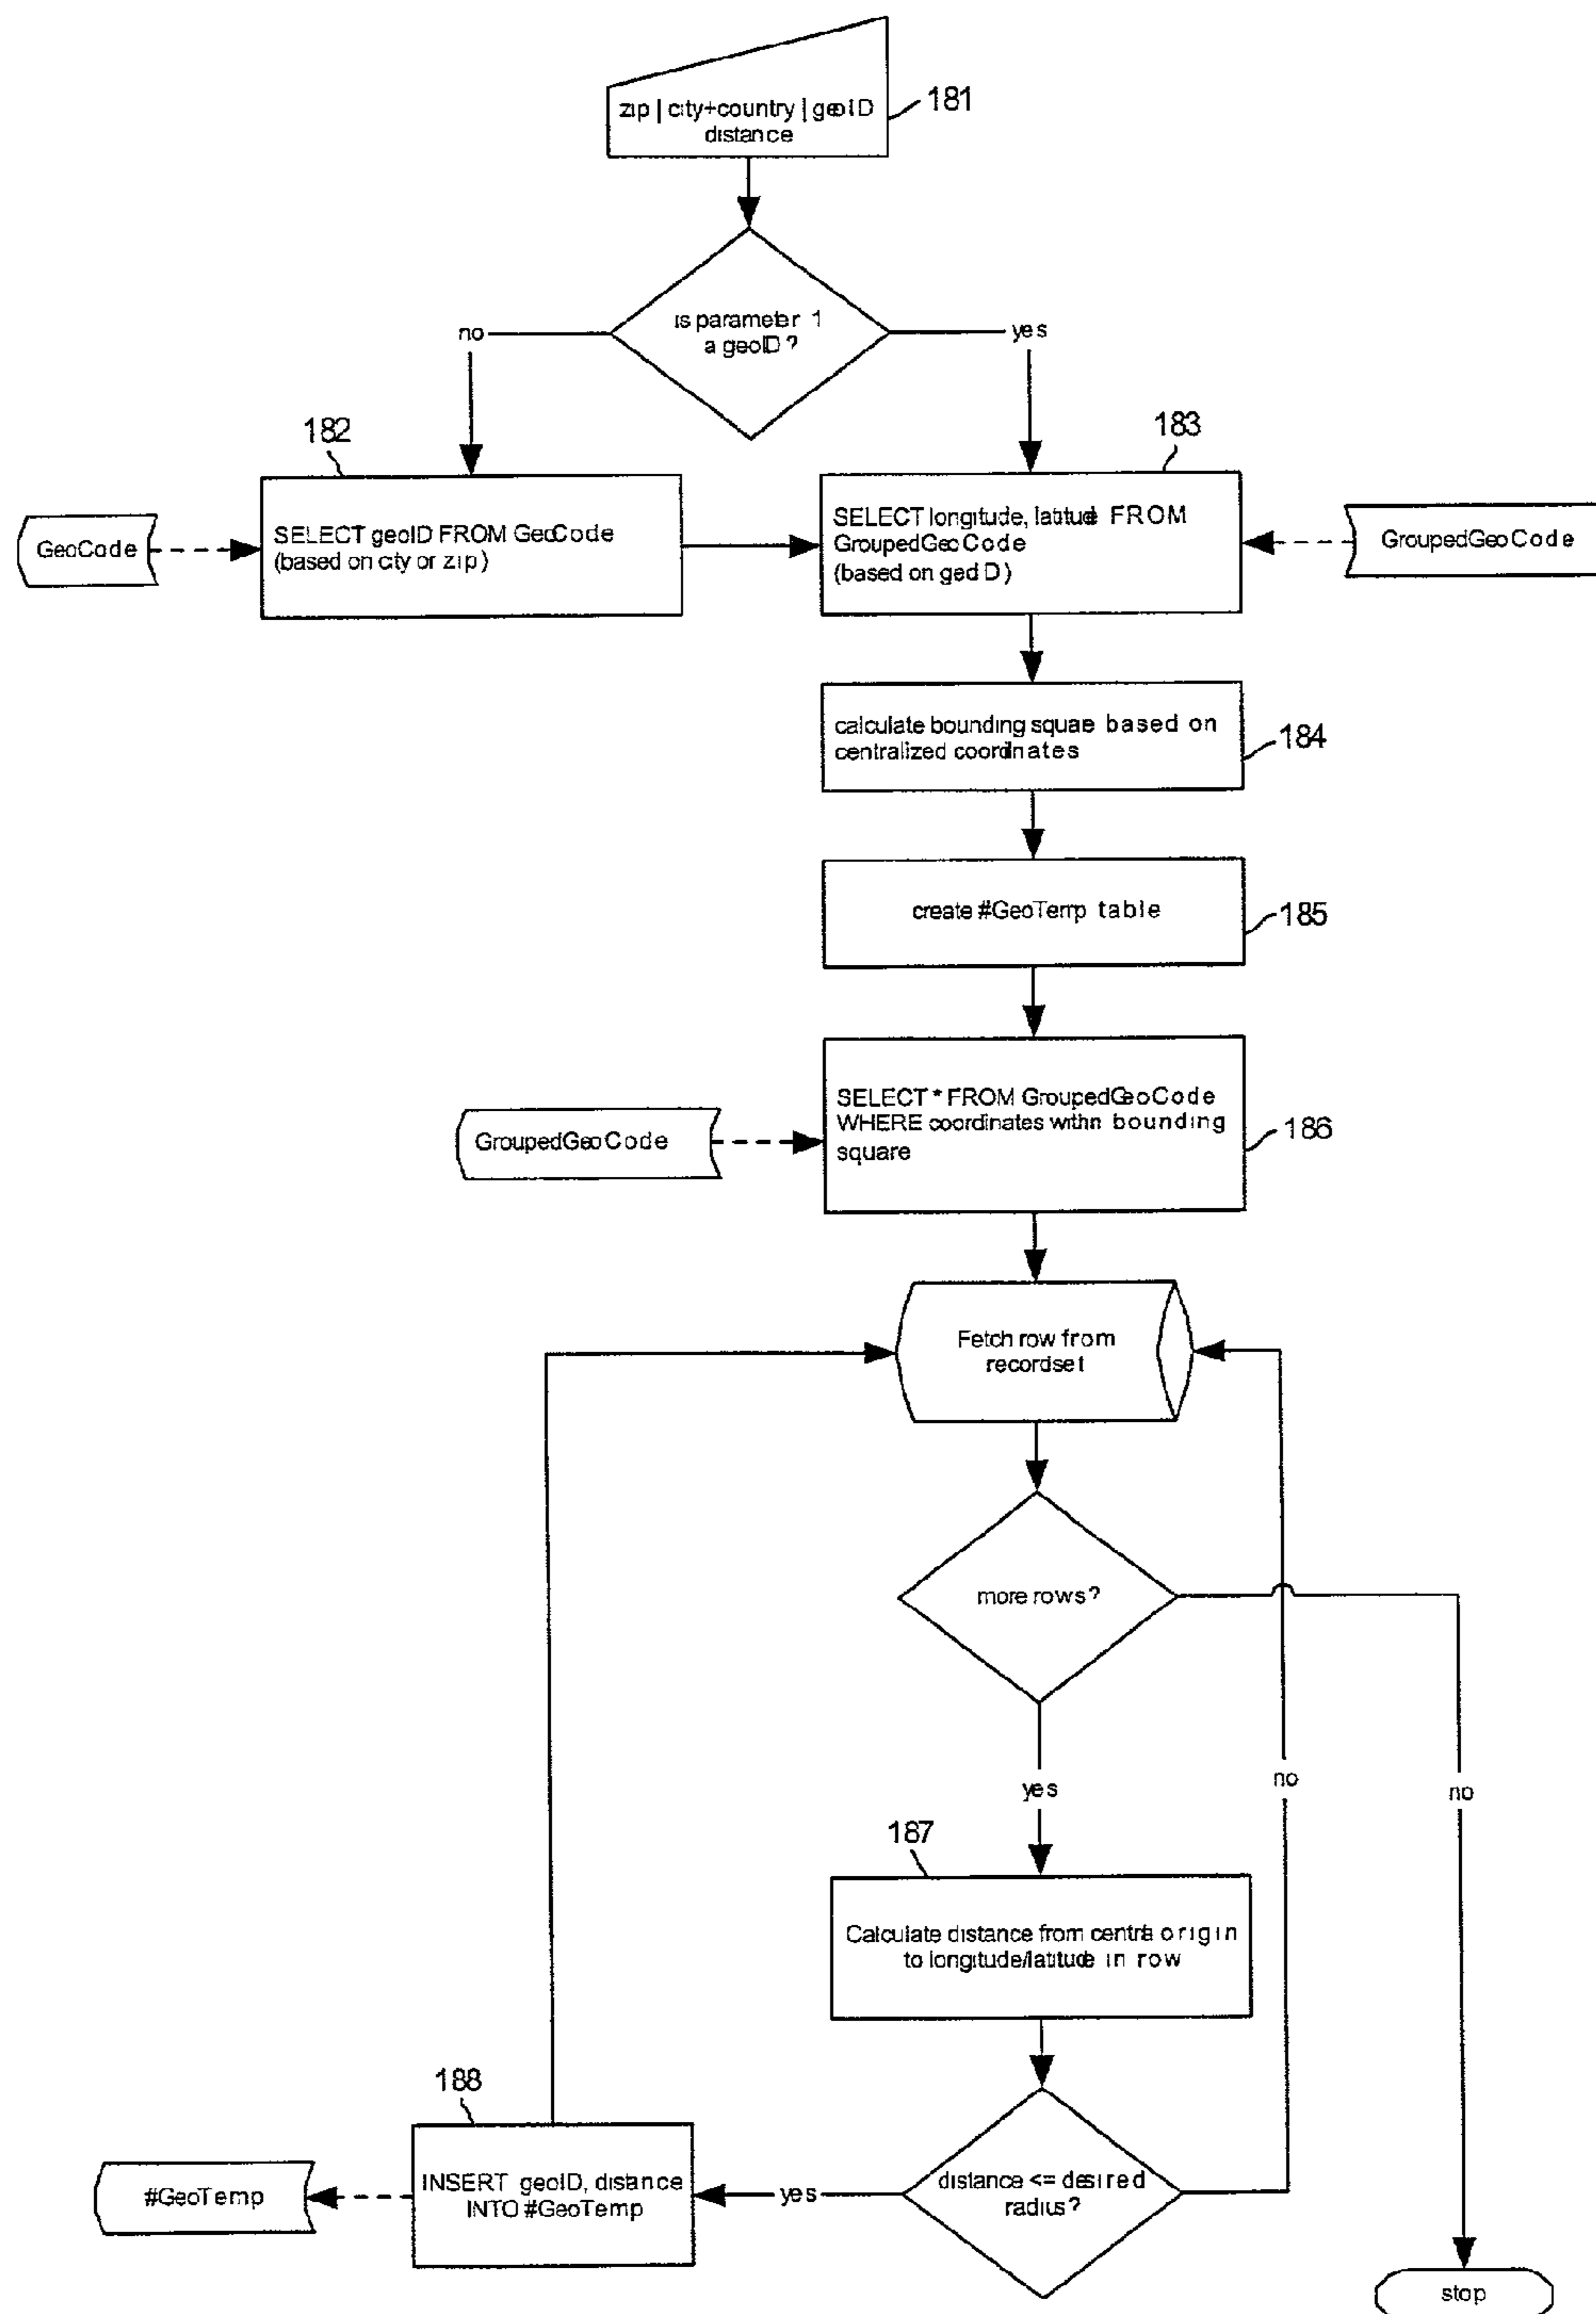 zip | city+country | geoID
distance
181
is parameter 1
a geoID?
no
yes
182
183
GeoCode
SELECT geoID FROM GeoCode
(based on city or zip)
SELECT longitude, latitude FROM
GroupedGeoCode
(based on geoID)
GroupedGeoCode
calculate bounding square based on
centralized coordinates
184
create #GeoTemp table
185
GroupedGeoCode
SELECT * FROM GroupedGeoCode
WHERE coordinates within bounding
square
186
Fetch row from
recordset
more rows?
yes
no
no
187
Calculate distance from central origin
to longitude/latitude in row
188
#GeoTemp
INSERT geoID, distance
INTO #GeoTemp
yes
distance <= desired
radius?
stop